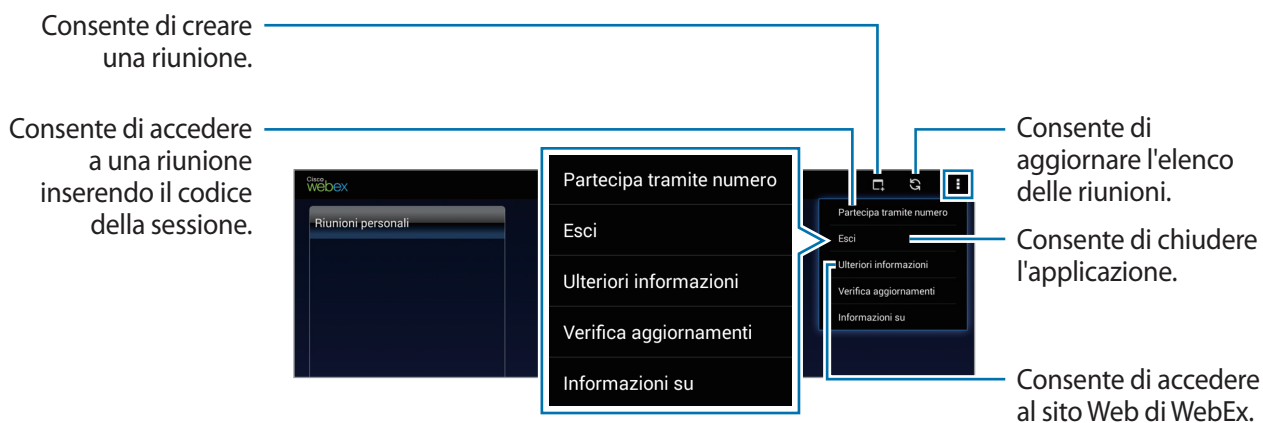 Consente di creare
una riunione.
Consente di accedere
a una riunione
inserendo il codice
della sessione.
Cisco
webex
Riunioni personali
Partecipa tramite numero
Esci
Ulteriori informazioni
Verifica aggiornamenti
Informazioni su
Partecipa tramite numero
Esci
Ulteriori informazioni
Verifica aggiornamenti
Informazioni su
Consente di
aggiornare l'elenco
delle riunioni.
Consente di chiudere
l'applicazione.
Consente di accedere
al sito Web di WebEx.